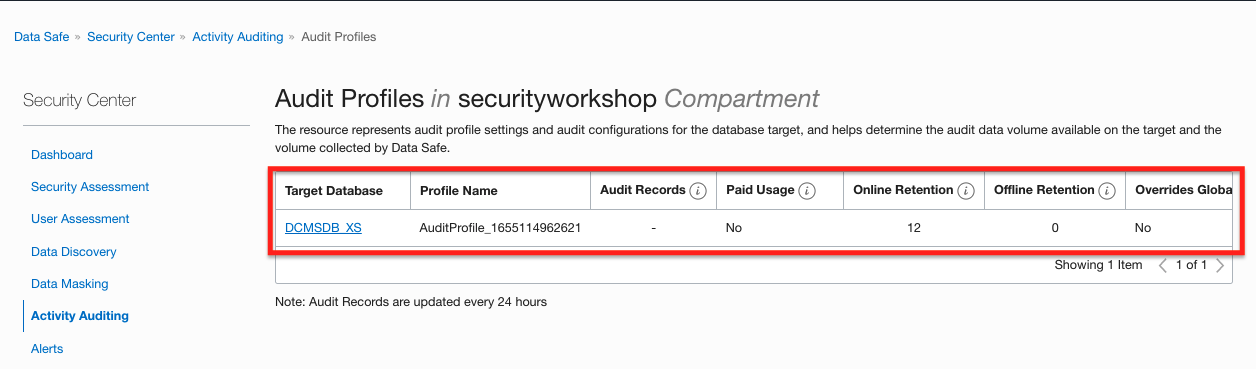 Data Safe » Security Center » Activity Auditing » Audit Profiles
Security Center
Dashboard
Security Assessment
User Assessment
Data Discovery
Data Masking
Activity Auditing
Alerts
Audit Profiles in securityworkshop Compartment
The resource represents audit profile settings and audit configurations for the database target, and helps determine the audit data volume available on the target and the
volume collected by Data Safe.
Target Database Profile Name Audit Records i Paid Usage i Online Retention i Offline Retention i Overrides Globa
DCMSDB_XS AuditProfile_1655114962621 - No 12 0 No
Showing 1 Item < 1 of 1 >
Note: Audit Records are updated every 24 hours